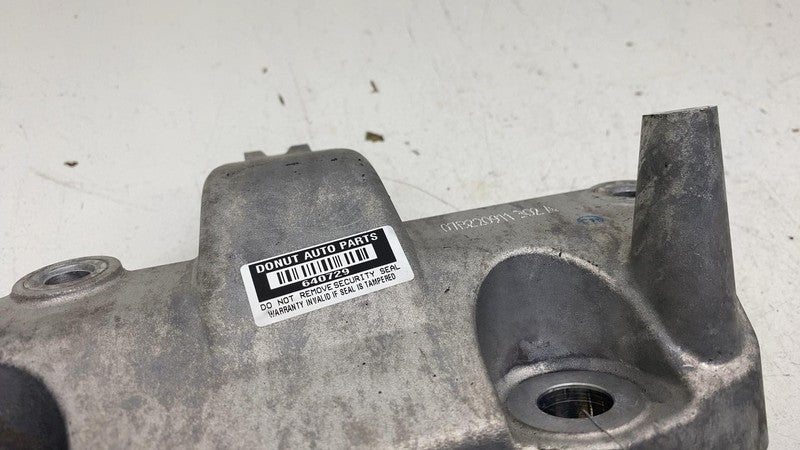 DONUT AUTO PARTS
640729
DO NOT REMOVE SECURITY SEAL
WARRANTY INVALID IF SEAL IS TAMPERED